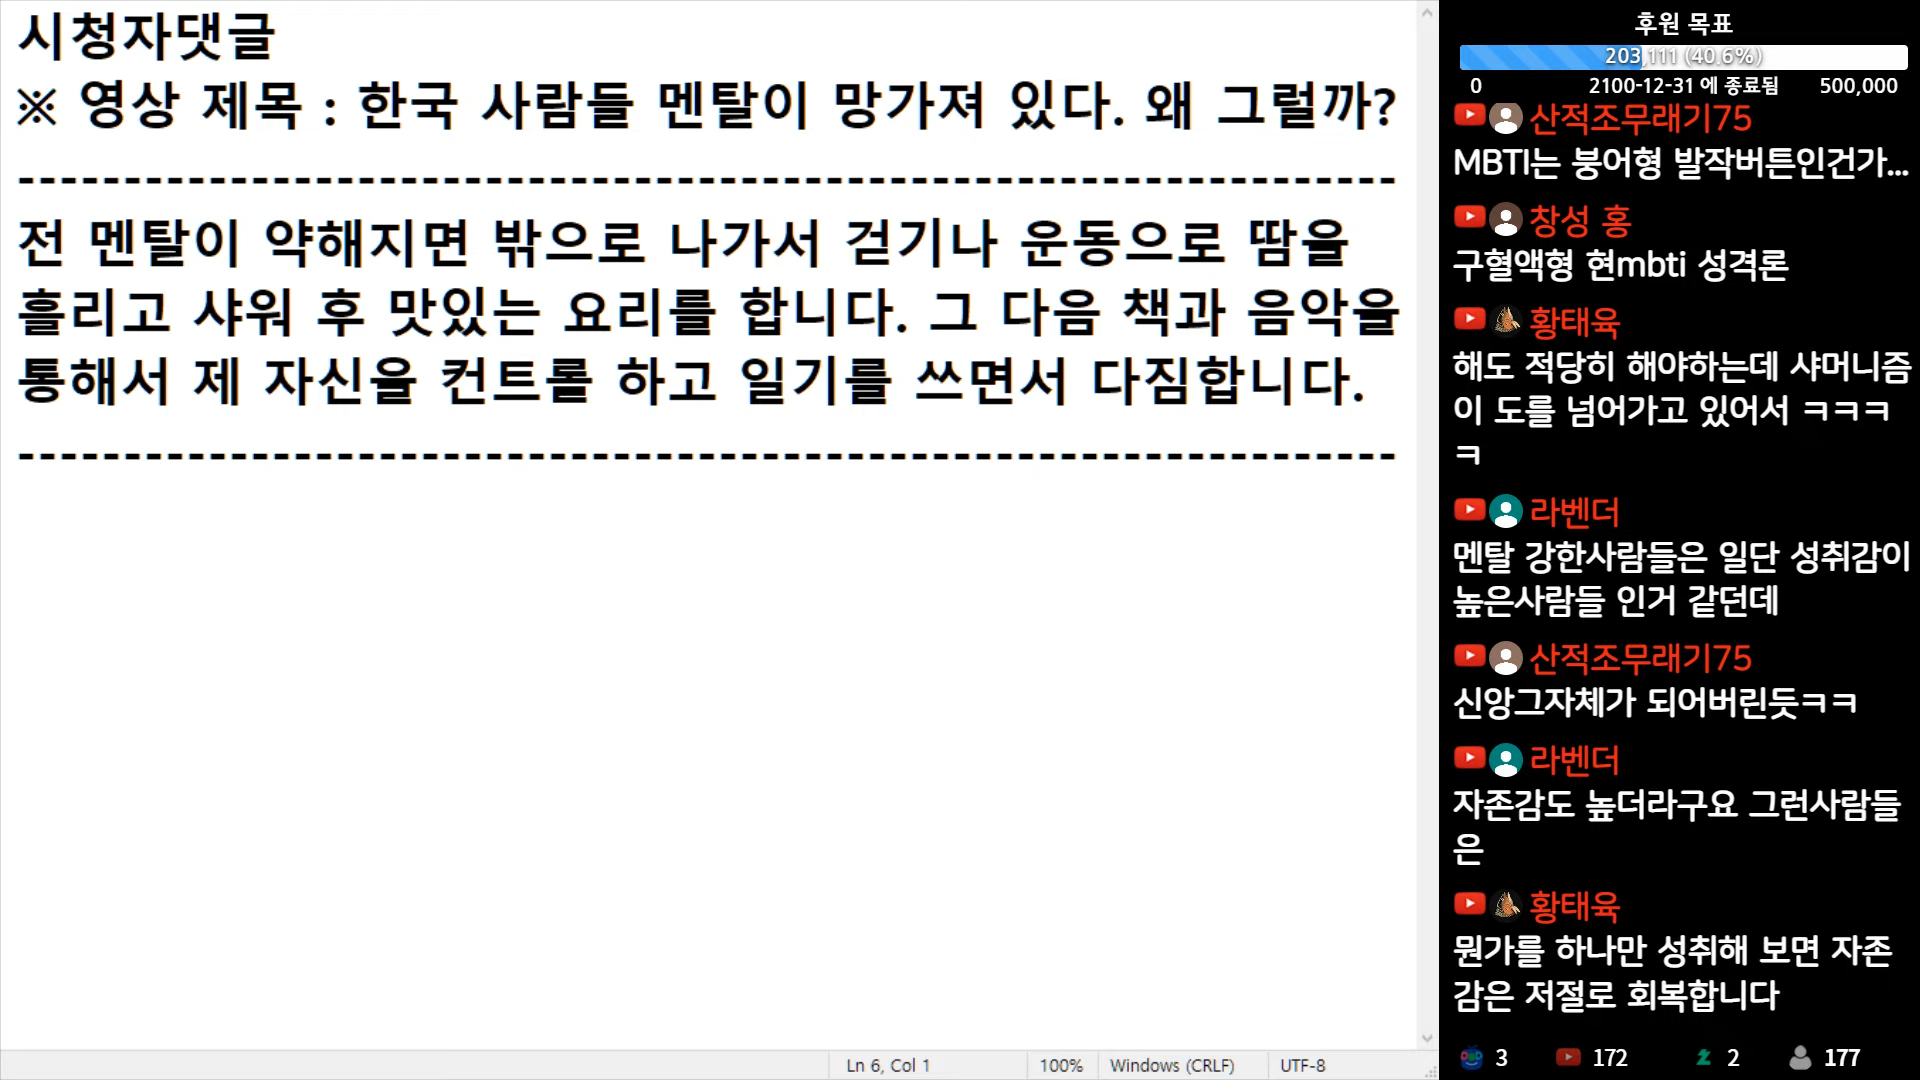 시청자댓글
※ 영상 제목 : 한국 사람들 멘탈이 망가져 있다. 왜 그럴까?
-----------------------------------------------------------------
전 멘탈이 약해지면 밖으로 나가서 걷기나 운동으로 땀을
흘리고 샤워 후 맛있는 요리를 합니다. 그 다음 책과 음악을
통해서 제 자신을 컨트롤 하고 일기를 쓰면서 다짐합니다.
-----------------------------------------------------------------
Ln 6, Col 1 100% Windows (CRLF) UTF-8
후원 목표
203,111 (40.6%)
0 2100-12-31 에 종료됨 500,000
산적조무래기75
MBTI는 붕어형 발작버튼인건가...
창성 홍
구혈액형 현mbti 성격론
황태육
해도 적당히 해야하는데 샤머니즘
이 도를 넘어가고 있어서 ㅋㅋㅋ
ㅋ
라벤더
멘탈 강한사람들은 일단 성취감이
높은사람들 인거 같던데
산적조무래기75
신앙그자체가 되어버린듯ㅋㅋ
라벤더
자존감도 높더라구요 그런사람들
은
황태육
뭔가를 하나만 성취해 보면 자존
감은 저절로 회복합니다
3 172 2 177